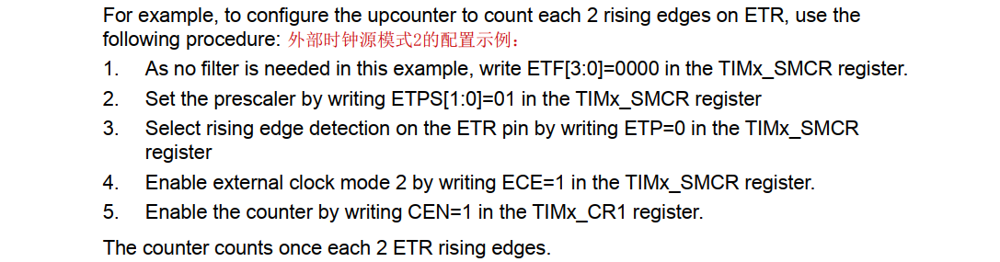 For example, to configure the upcounter to count each 2 rising edges on ETR, use the
following procedure: 外部时钟源模式2的配置示例：
1. As no filter is needed in this example, write ETF[3:0]=0000 in the TIMx_SMCR register.
2. Set the prescaler by writing ETPS[1:0]=01 in the TIMx_SMCR register
3. Select rising edge detection on the ETR pin by writing ETP=0 in the TIMx_SMCR
register
4. Enable external clock mode 2 by writing ECE=1 in the TIMx_SMCR register.
5. Enable the counter by writing CEN=1 in the TIMx_CR1 register.
The counter counts once each 2 ETR rising edges.